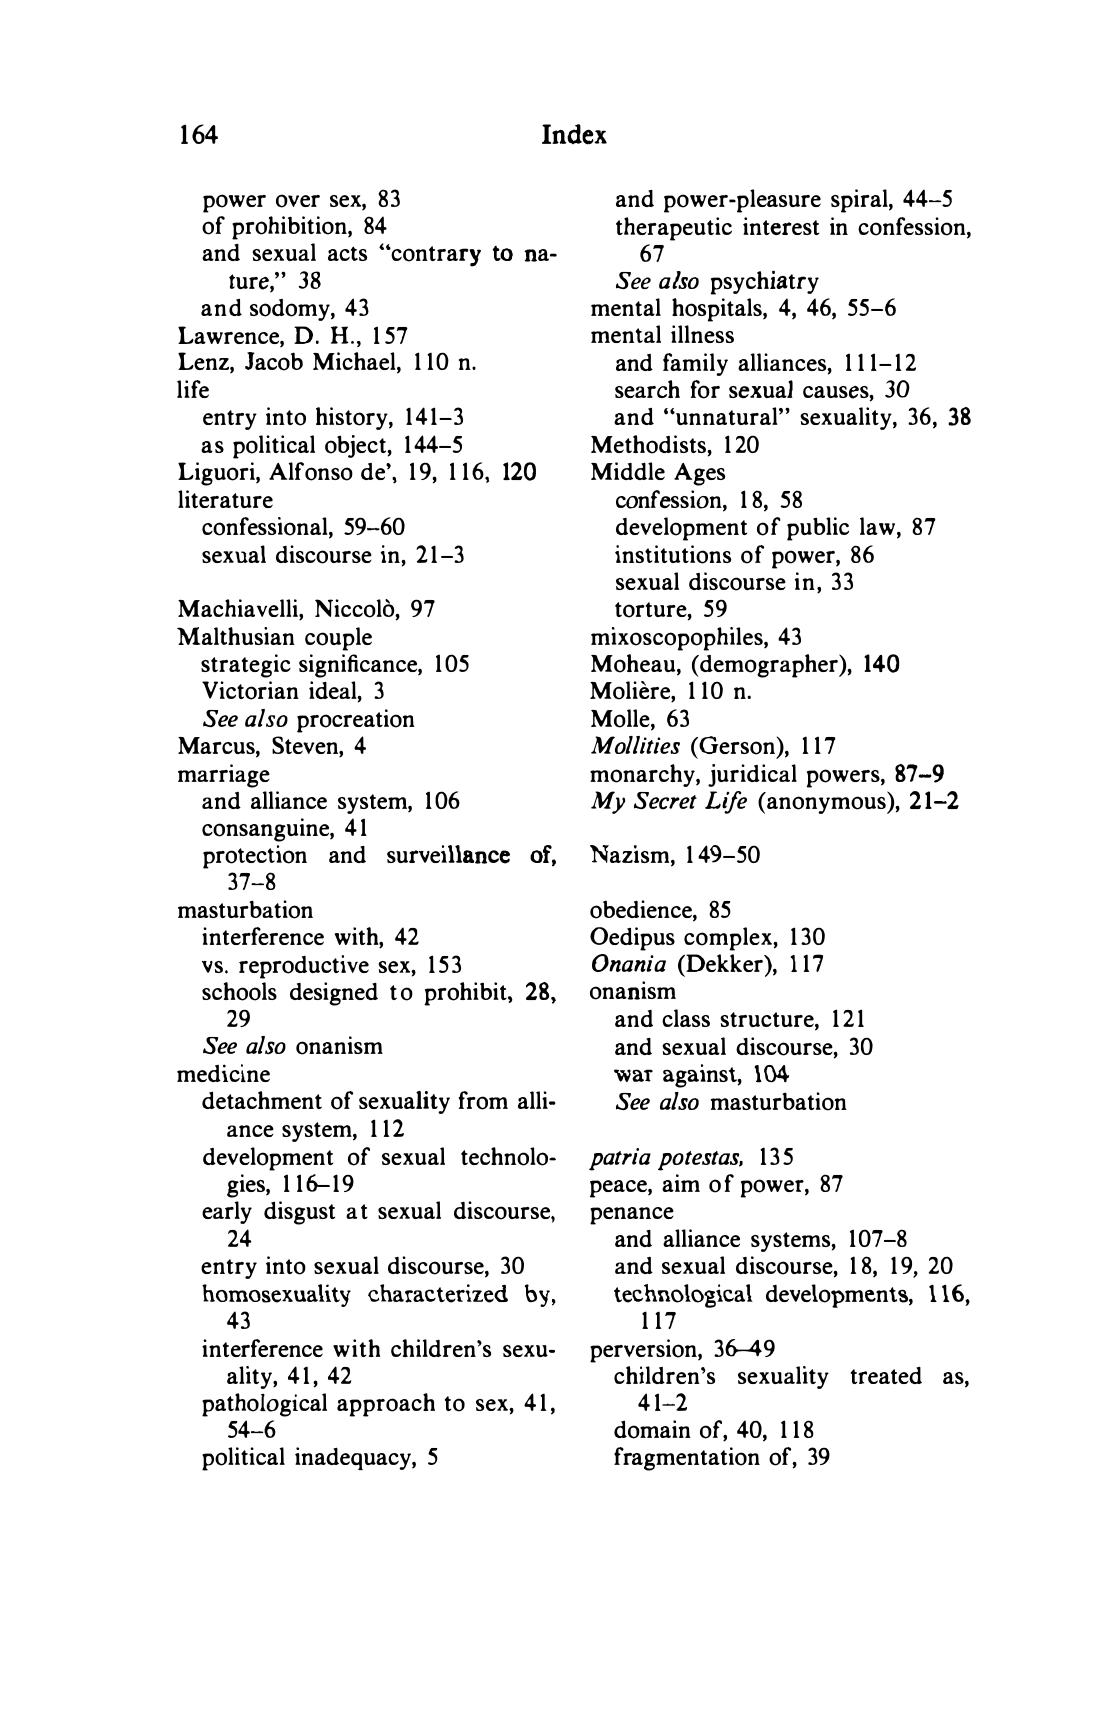 164
Index
power over sex, 83
of prohibition, 84
and sexual acts “contrary to na-
ture,” 38
and sodomy, 43
Lawrence, D. H., 157
Lenz, Jacob Michael, 110 n.
life
entry into history, 141–3
as political object, 144–5
Liguori, Alfonso de’, 19, 116, 120
literature
confessional, 59–60
sexual discourse in, 21–3
Machiavelli, Niccolò, 97
Malthusian couple
strategic significance, 105
Victorian ideal, 3
See also procreation
Marcus, Steven, 4
marriage
and alliance system, 106
consanguine, 41
protection and surveillance of,
37–8
masturbation
interference with, 42
vs. reproductive sex, 153
schools designed to prohibit, 28,
29
See also onanism
medicine
detachment of sexuality from alli-
ance system, 112
development of sexual technolo-
gies, 116–19
early disgust at sexual discourse,
24
entry into sexual discourse, 30
homosexuality characterized by,
43
interference with children’s sexu-
ality, 41, 42
pathological approach to sex, 41,
54–6
political inadequacy, 5
and power-pleasure spiral, 44–5
therapeutic interest in confession,
67
See also psychiatry
mental hospitals, 4, 46, 55–6
mental illness
and family alliances, 111–12
search for sexual causes, 30
and “unnatural” sexuality, 36, 38
Methodists, 120
Middle Ages
confession, 18, 58
development of public law, 87
institutions of power, 86
sexual discourse in, 33
torture, 59
mixoscopophiles, 43
Moheau, (demographer), 140
Molière, 110 n.
Molle, 63
Mollities (Gerson), 117
monarchy, juridical powers, 87–9
My Secret Life (anonymous), 21–2
Nazism, 149–50
obedience, 85
Oedipus complex, 130
Onania (Dekker), 117
onanism
and class structure, 121
and sexual discourse, 30
war against, 104
See also masturbation
patria potestas, 135
peace, aim of power, 87
penance
and alliance systems, 107–8
and sexual discourse, 18, 19, 20
technological developments, 116,
117
perversion, 36–49
children’s sexuality treated as,
41–2
domain of, 40, 118
fragmentation of, 39